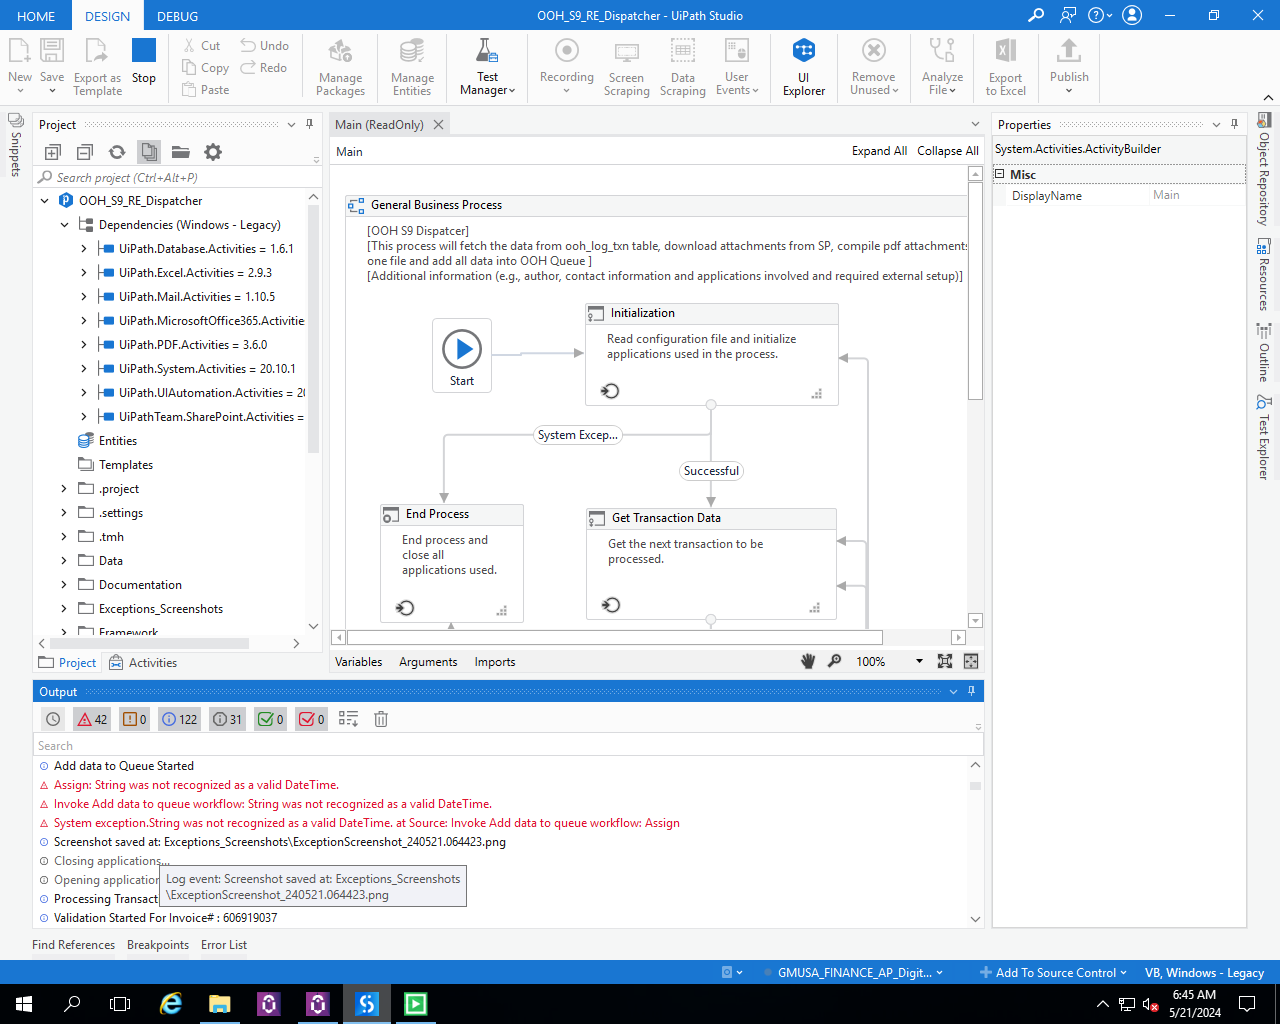 HOME DESIGN DEBUG OOH_S9_RE_Dispatcher - UiPath Studio
New Save Export as Template Stop Cut Copy Paste Undo Redo Manage Packages Manage Entities Test Manager Recording Screen Scraping Data Scraping User Events UI Explorer Remove Unused Analyze File Export to Excel Publish
Snippets
Project
Search project (Ctrl+Alt+P)
OOH_S9_RE_Dispatcher
Dependencies (Windows - Legacy)
UiPath.Database.Activities = 1.6.1
UiPath.Excel.Activities = 2.9.3
UiPath.Mail.Activities = 1.10.5
UiPath.MicrosoftOffice365.Activitie
UiPath.PDF.Activities = 3.6.0
UiPath.System.Activities = 20.10.1
UiPath.UIAutomation.Activities = 20
UiPathTeam.SharePoint.Activities =
Entities
Templates
.project
.settings
.tmh
Data
Documentation
Exceptions_Screenshots
Framework
Project Activities
Main (ReadOnly)
Main Expand All Collapse All
General Business Process
[OOH S9 Dispatcer]
[This process will fetch the data from ooh_log_txn table, download attachments from SP, compile pdf attachments
one file and add all data into OOH Queue ]
[Additional information (e.g., author, contact information and applications involved and required external setup)]
Start
Initialization
Read configuration file and initialize
applications used in the process.
System Excep...
Successful
End Process
End process and
close all
applications used.
Get Transaction Data
Get the next transaction to be
processed.
Variables Arguments Imports 100%
Properties
System.Activities.ActivityBuilder
Misc
DisplayName Main
Object Repository
Resources
Outline
Test Explorer
Output
42 0 122 31 0 0
Search
Add data to Queue Started
Assign: String was not recognized as a valid DateTime.
Invoke Add data to queue workflow: String was not recognized as a valid DateTime.
System exception.String was not recognized as a valid DateTime. at Source: Invoke Add data to queue workflow: Assign
Screenshot saved at: Exceptions_Screenshots\ExceptionScreenshot_240521.064423.png
Closing applications...
Opening application
Processing Transact
Validation Started For Invoice# : 606919037
Log event: Screenshot saved at: Exceptions_Screenshots
\ExceptionScreenshot_240521.064423.png
Find References Breakpoints Error List
GMUSA_FINANCE_AP_Digit... Add To Source Control VB, Windows - Legacy
6:45 AM
5/21/2024